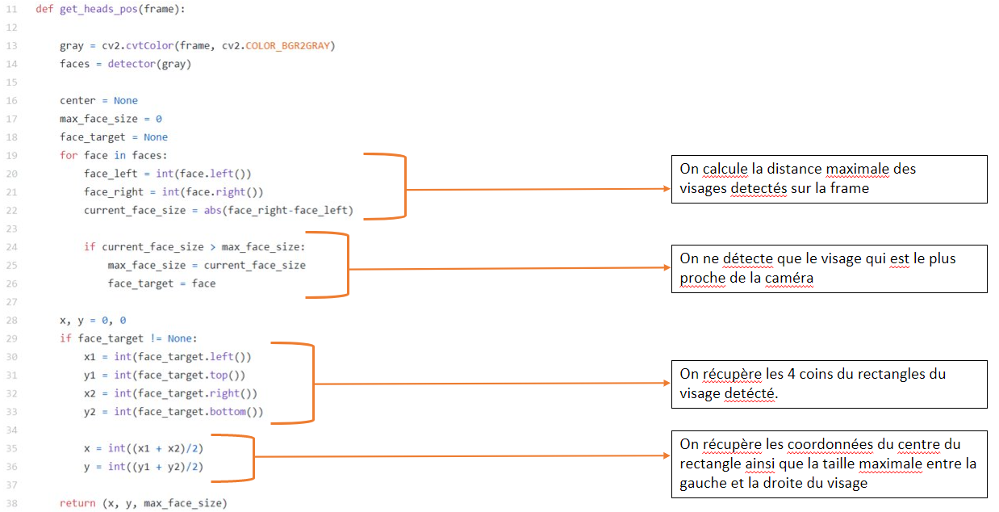 11 def get_heads_pos(frame):
12
13 gray = cv2.cvtColor(frame, cv2.COLOR_BGR2GRAY)
14 faces = detector(gray)
15
16 center = None
17 max_face_size = 0
18 face_target = None
19 for face in faces:
20 face_left = int(face.left())
21 face_right = int(face.right())
22 current_face_size = abs(face_right-face_left)
23
24 if current_face_size > max_face_size:
25 max_face_size = current_face_size
26 face_target = face
27
28 x, y = 0, 0
29 if face_target != None:
30 x1 = int(face_target.left())
31 y1 = int(face_target.top())
32 x2 = int(face_target.right())
33 y2 = int(face_target.bottom())
34
35 x = int((x1 + x2)/2)
36 y = int((y1 + y2)/2)
37
38 return (x, y, max_face_size)
On calcule la distance maximale des
visages detectés sur la frame
On ne détecte que le visage qui est le plus
proche de la caméra
On récupère les 4 coins du rectangles du
visage detécté.
On récupère les coordonnées du centre du
rectangle ainsi que la taille maximale entre la
gauche et la droite du visage